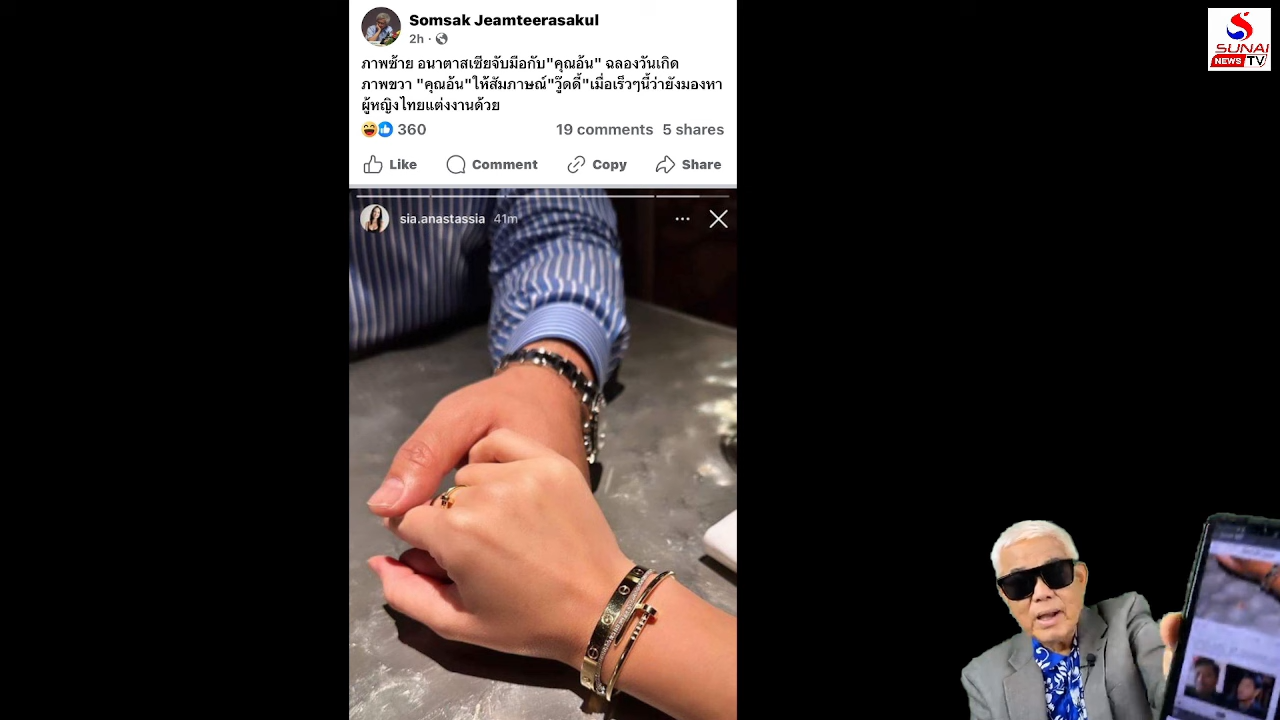 Somsak Jeamteerasakul
2h ·
ภาพซ้าย อนาตาสเซียจับมือกับ"คุณอ้น" ฉลองวันเกิด
ภาพขวา "คุณอ้น"ให้สัมภาษณ์"วู๊ดดี้"เมื่อเร็วๆนี้ว่ายังมองหา
ผู้หญิงไทยแต่งงานด้วย
360 19 comments 5 shares
Like Comment Copy Share
sia.anastassia 41m
SUNAI
NEWS TV